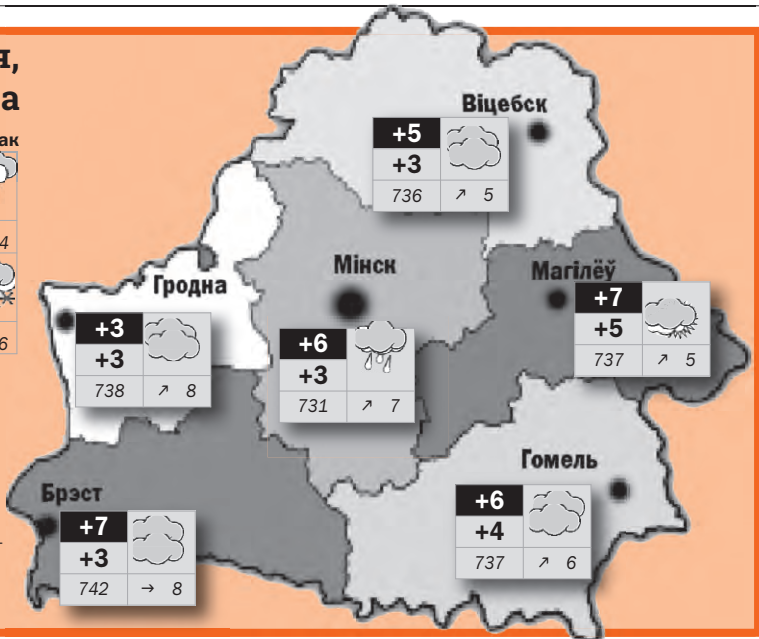 Віцебск
+5
+3
736 ↗ 5
Мінск
+6
+3
731 ↗ 7
Магілёў
+7
+5
737 ↗ 5
Гродна
+3
+3
738 ↗ 8
Гомель
+6
+4
737 ↗ 6
Брэст
+7
+3
742 → 8